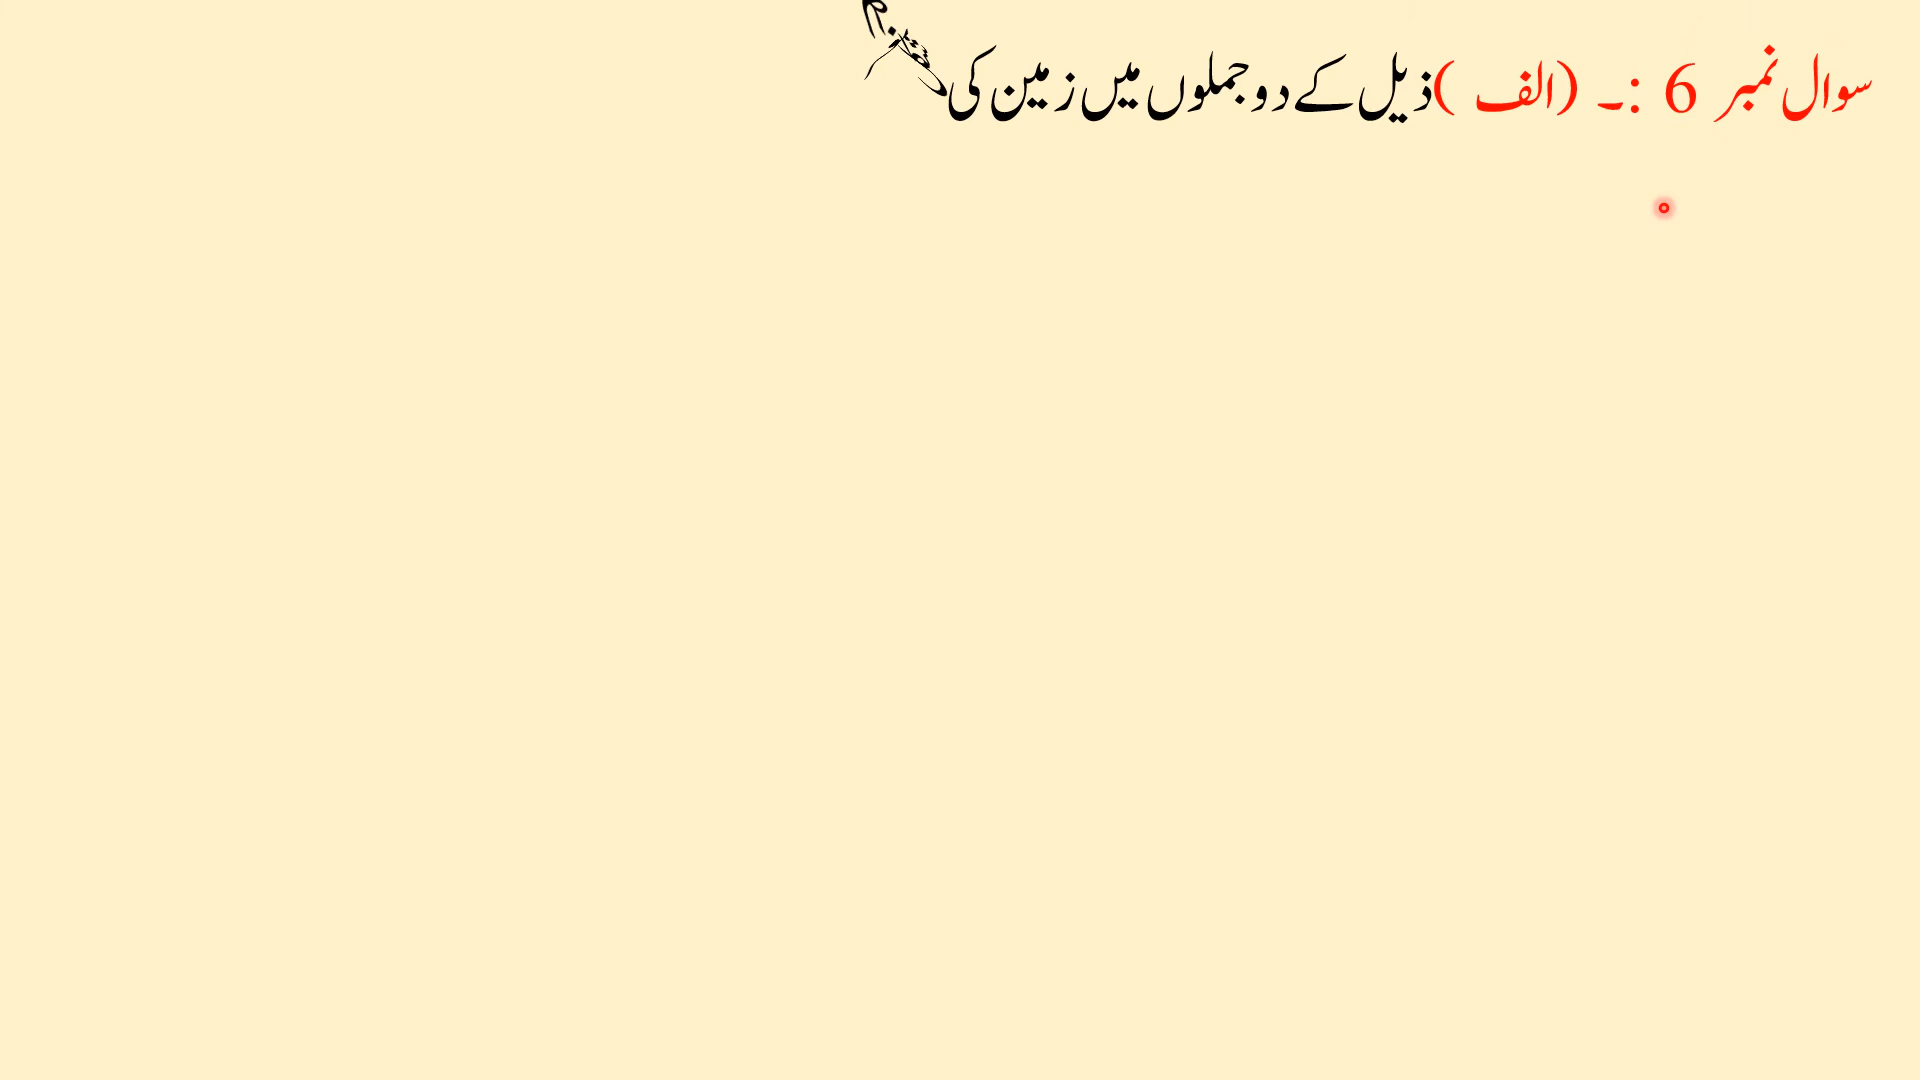 سوال نمبر 6 :۔ (الف )ذیل کے دو جملوں میں زمین کی